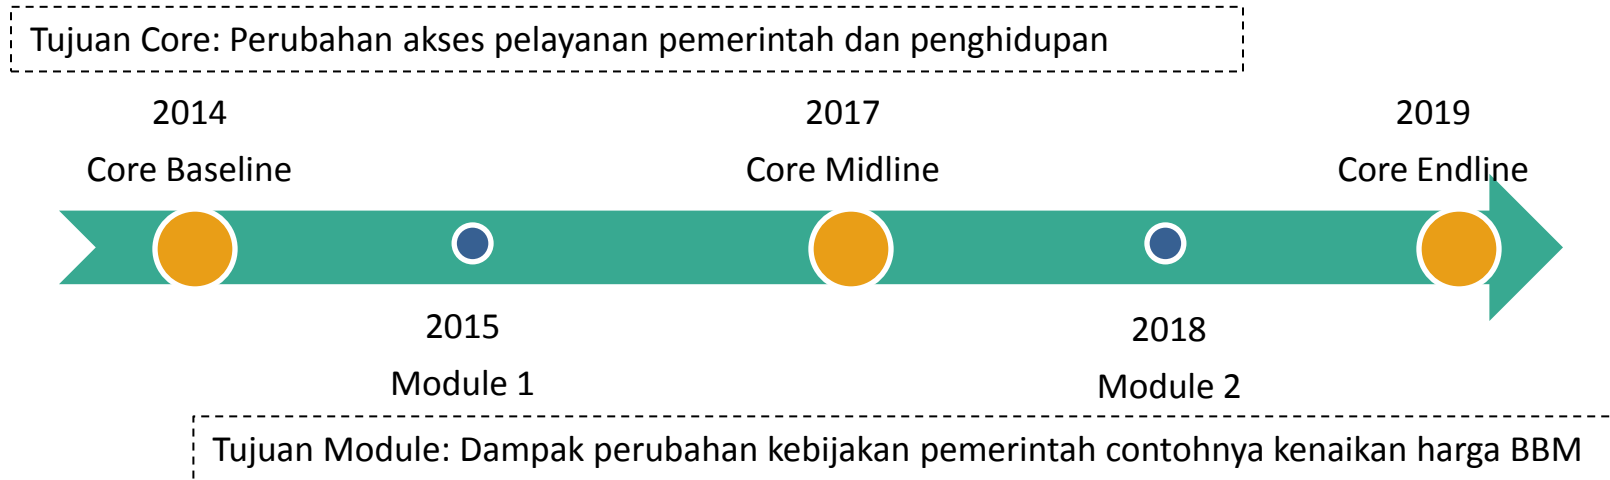 Tujuan Core: Perubahan akses pelayanan pemerintah dan penghidupan
2014
Core Baseline
2017
Core Midline
2019
Core Endline
2015
Module 1
2018
Module 2
Tujuan Module: Dampak perubahan kebijakan pemerintah contohnya kenaikan harga BBM